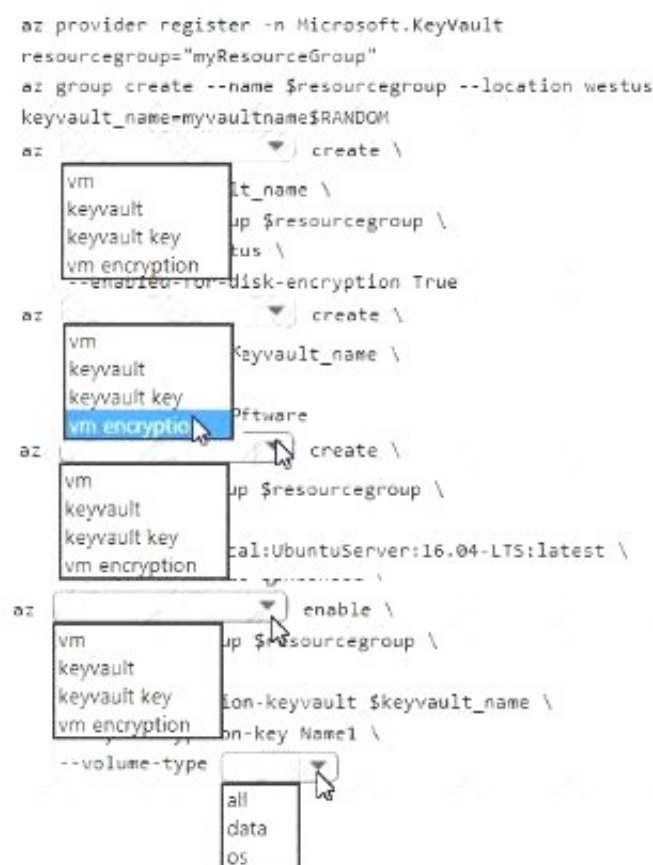 az provider register -n Microsoft.KeyVault
resourcegroup="myResourceGroup"
az group create --name $resourcegroup --location westus
keyvault_name=myvaultname$RANDOM
az create \
vm
keyvault
keyvault key
vm encryption
lt_name \
up $resourcegroup \
tus \
--enabled-for-disk-encryption True
az create \
vm
keyvault
keyvault key
vm encryptio
Keyvault_name \
Pftware
az create \
vm
keyvault
keyvault key
vm encryption
up $resourcegroup \
cal:UbuntuServer:16.04-LTS:latest \
az enable \
vm
keyvault
keyvault key
vm encryption
up $resourcegroup \
ion-keyvault $keyvault_name \
on-key Name1 \
--volume-type
all
data
os